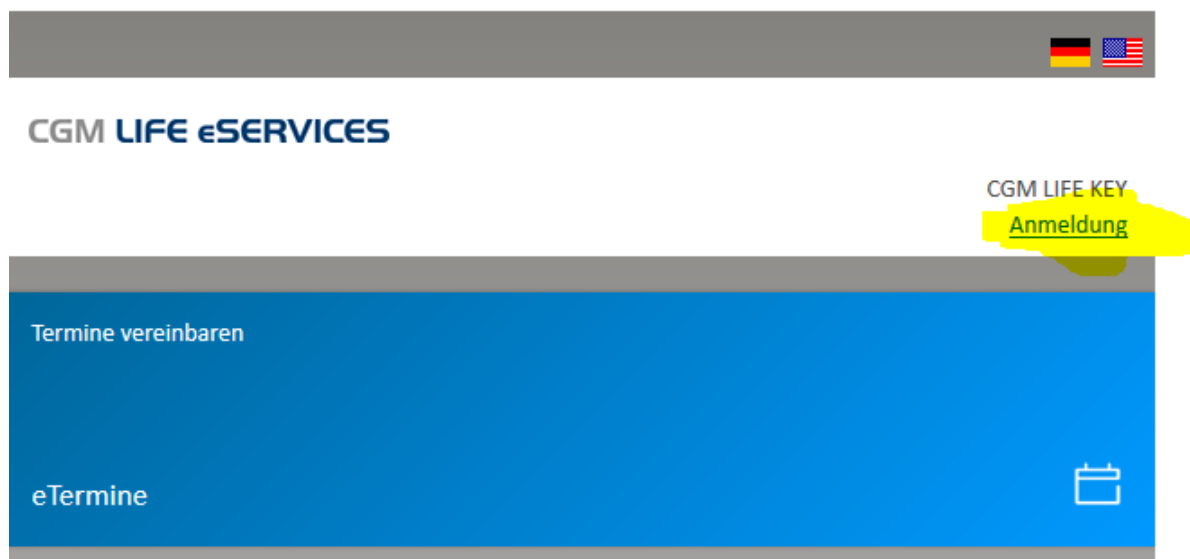 CGM LIFE eSERVICES
CGM LIFE KEY
Anmeldung
Termine vereinbaren
eTermine